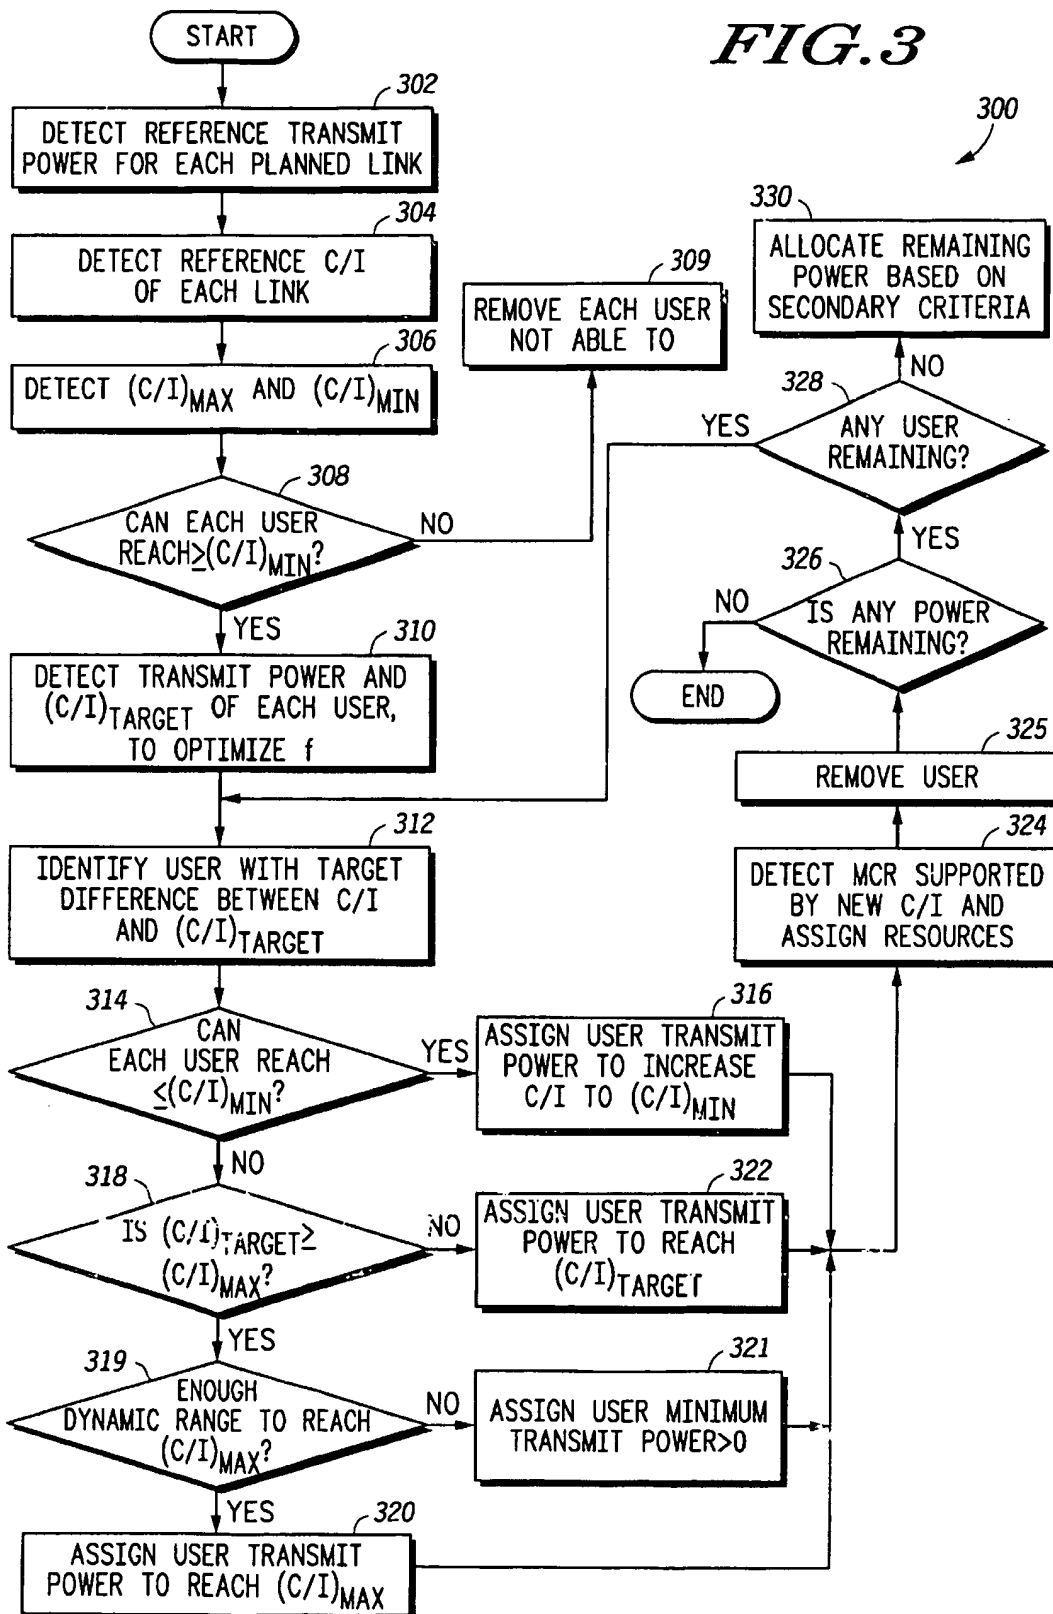 FIG.3
300
START
302
DETECT REFERENCE TRANSMIT
POWER FOR EACH PLANNED LINK
304
DETECT REFERENCE C/I
OF EACH LINK
306
DETECT (C/I)MAX AND (C/I)MIN
308
CAN EACH USER
REACH≥(C/I)MIN?
NO
309
REMOVE EACH USER
NOT ABLE TO
YES
310
DETECT TRANSMIT POWER AND
(C/I)TARGET OF EACH USER,
TO OPTIMIZE f
312
IDENTIFY USER WITH TARGET
DIFFERENCE BETWEEN C/I
AND (C/I)TARGET
314
CAN
EACH USER REACH
≤(C/I)MIN?
YES
316
ASSIGN USER TRANSMIT
POWER TO INCREASE
C/I TO (C/I)MIN
NO
318
IS (C/I)TARGET≥
(C/I)MAX?
NO
322
ASSIGN USER TRANSMIT
POWER TO REACH
(C/I)TARGET
YES
319
ENOUGH
DYNAMIC RANGE TO REACH
(C/I)MAX?
NO
321
ASSIGN USER MINIMUM
TRANSMIT POWER>0
YES
320
ASSIGN USER TRANSMIT
POWER TO REACH (C/I)MAX
324
DETECT MCR SUPPORTED
BY NEW C/I AND
ASSIGN RESOURCES
325
REMOVE USER
326
IS ANY POWER
REMAINING?
NO
END
YES
328
ANY USER
REMAINING?
YES
NO
330
ALLOCATE REMAINING
POWER BASED ON
SECONDARY CRITERIA